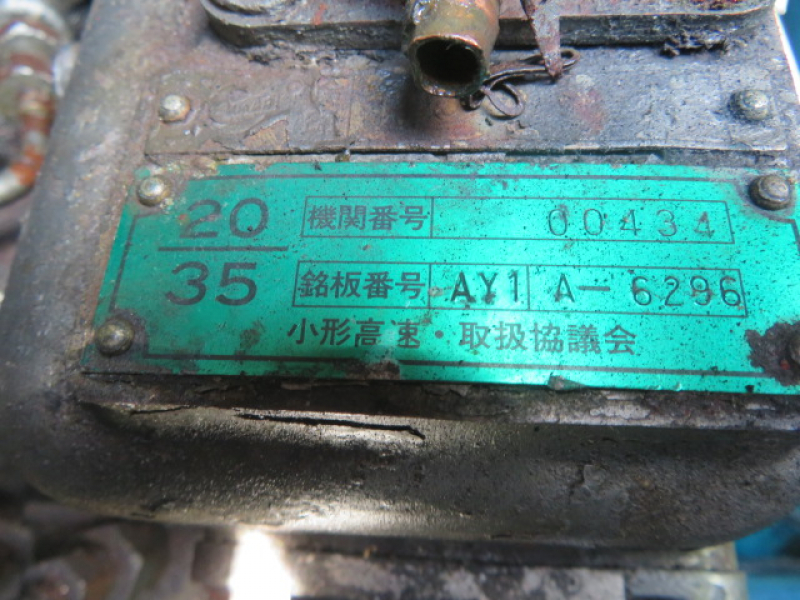 20 機関番号 00434
35 銘板番号 AY1 A-6296
小形高速・取扱協議会